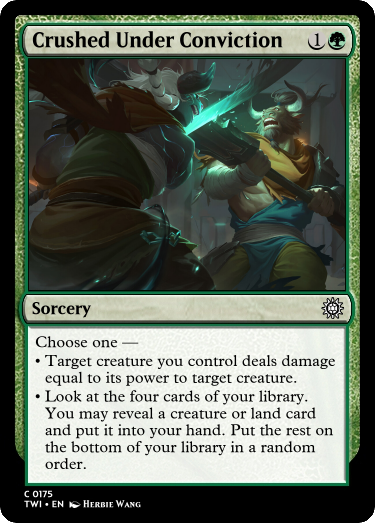 Crushed Under Conviction 1
Sorcery
Choose one —
• Target creature you control deals damage
equal to its power to target creature.
• Look at the four cards of your library.
You may reveal a creature or land card
and put it into your hand. Put the rest on
the bottom of your library in a random
order.
C 0175
TWI • EN Herbie Wang